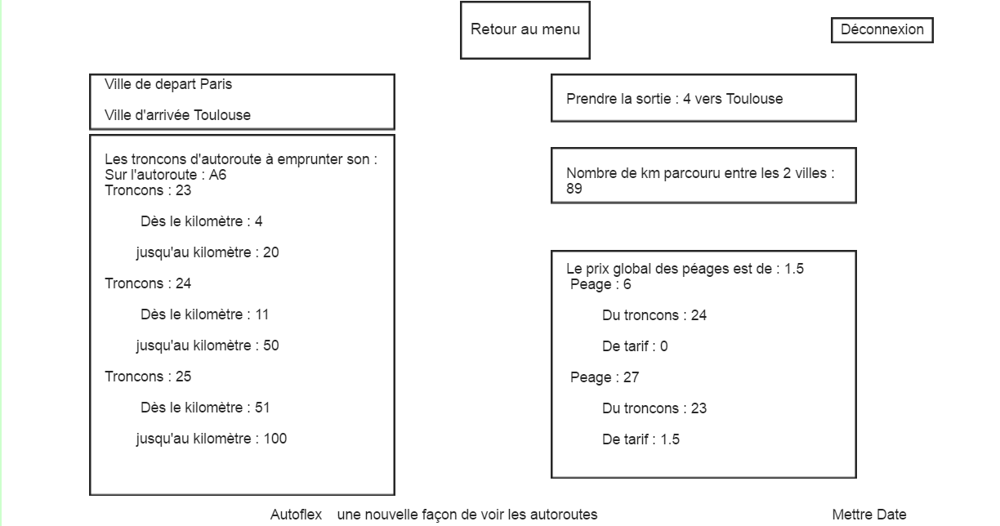 Retour au menu
Déconnexion
Ville de depart Paris
Ville d'arrivée Toulouse
Les troncons d'autoroute à emprunter son :
Sur l'autoroute : A6
Troncons : 23
Dès le kilomètre : 4
jusqu'au kilomètre : 20
Troncons : 24
Dès le kilomètre : 11
jusqu'au kilomètre : 50
Troncons : 25
Dès le kilomètre : 51
jusqu'au kilomètre : 100
Prendre la sortie : 4 vers Toulouse
Nombre de km parcouru entre les 2 villes :
89
Le prix global des péages est de : 1.5
Peage : 6
Du troncons : 24
De tarif : 0
Peage : 27
Du troncons : 23
De tarif : 1.5
Autoflex une nouvelle façon de voir les autoroutes
Mettre Date